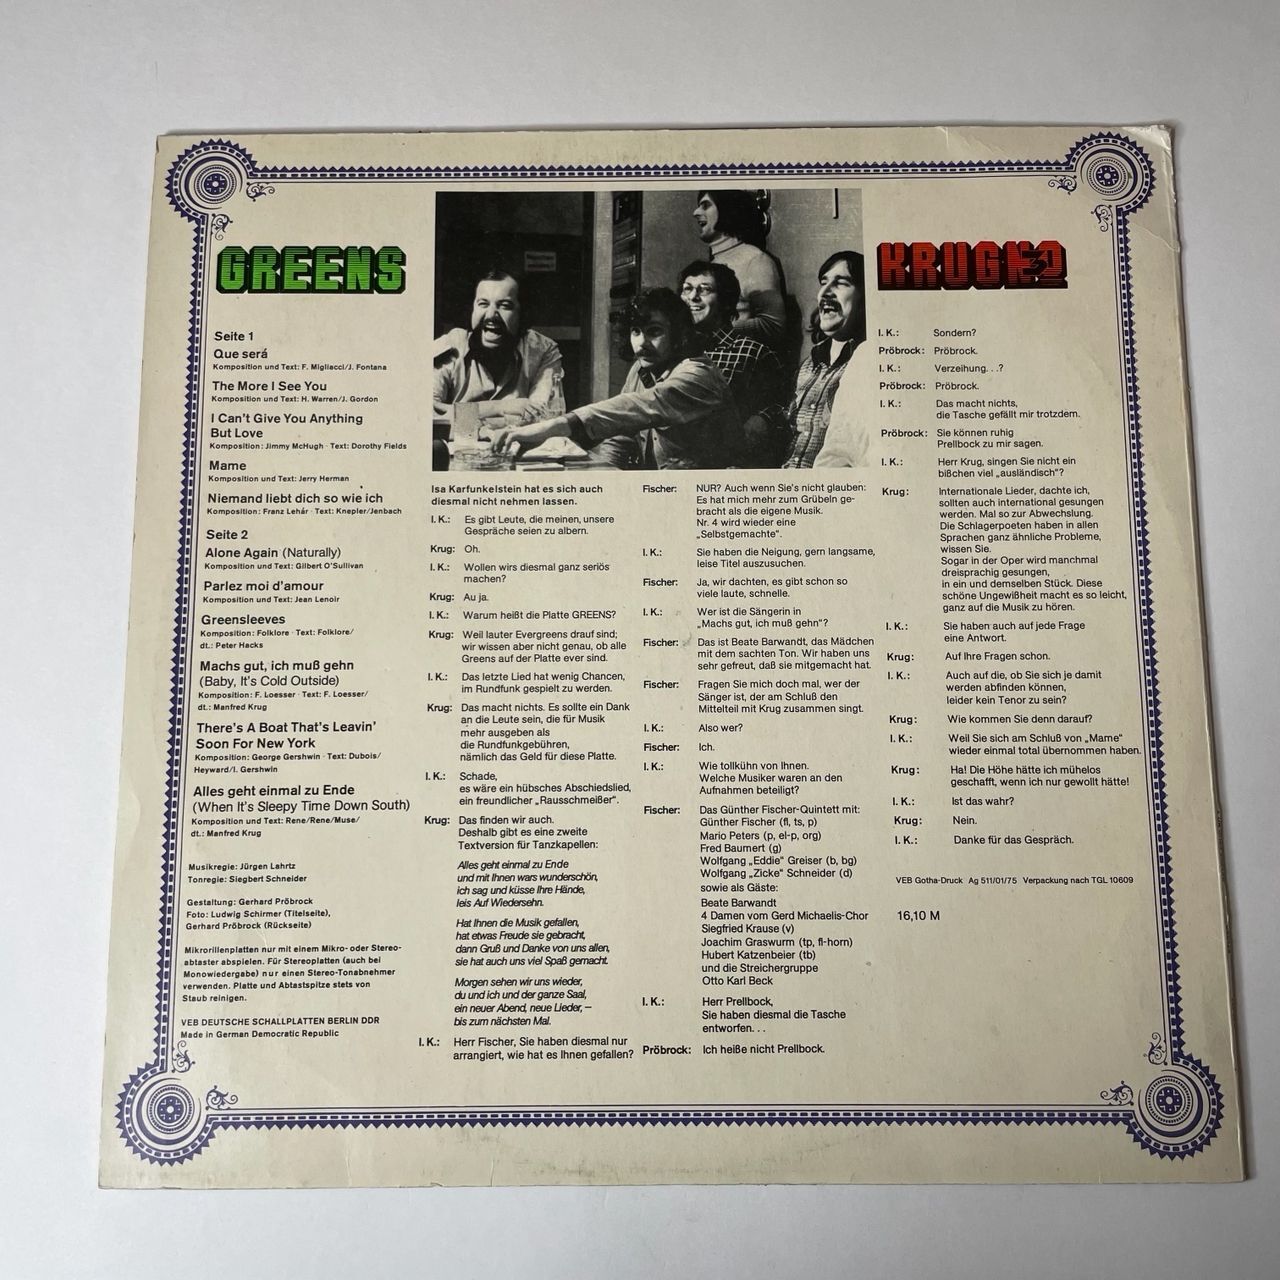 GREENS
Seite 1
Que será
Komposition und Text: F. Migliacci/J. Fontana
The More I See You
Komposition und Text: H. Warren/J. Gordon
I Can't Give You Anything
But Love
Komposition: Jimmy McHugh · Text: Dorothy Fields
Mame
Komposition und Text: Jerry Herman
Niemand liebt dich so wie ich
Komposition: Franz Lehár · Text: Knepler/Jenbach
Seite 2
Alone Again (Naturally)
Komposition und Text: Gilbert O'Sullivan
Parlez moi d'amour
Komposition und Text: Jean Lenoir
Greensleeves
Komposition: Folklore · Text: Folklore/
dt.: Peter Hacks
Machs gut, ich muß gehn
(Baby, It's Cold Outside)
Komposition: F. Loesser · Text: F. Loesser/
dt.: Manfred Krug
There's A Boat That's Leavin'
Soon For New York
Komposition: George Gershwin · Text: Dubois/
Heyward/I. Gershwin
Alles geht einmal zu Ende
(When It's Sleepy Time Down South)
Komposition und Text: Rene/Rene/Muse/
dt.: Manfred Krug
Musikregie: Jürgen Lahrtz
Tonregie: Siegbert Schneider
Gestaltung: Gerhard Pröbrock
Foto: Ludwig Schirmer (Titelseite),
Gerhard Pröbrock (Rückseite)
Mikrorillenplatten nur mit einem Mikro- oder Stereo-
abtaster abspielen. Für Stereoplatten (auch bei
Monowiedergabe) nur einen Stereo-Tonabnehmer
verwenden. Platte und Abtastspitze stets von
Staub reinigen.
VEB DEUTSCHE SCHALLPLATTEN BERLIN DDR
Made in German Democratic Republic
Isa Karfunkelstein hat es sich auch
diesmal nicht nehmen lassen.
I. K.: Es gibt Leute, die meinen, unsere
Gespräche seien zu albern.
Krug: Oh.
I. K.: Wollen wirs diesmal ganz seriös
machen?
Krug: Au ja.
I. K.: Warum heißt die Platte GREENS?
Krug: Weil lauter Evergreens drauf sind;
wir wissen aber nicht genau, ob alle
Greens auf der Platte ever sind.
I. K.: Das letzte Lied hat wenig Chancen,
im Rundfunk gespielt zu werden.
Krug: Das macht nichts. Es sollte ein Dank
an die Leute sein, die für Musik
mehr ausgeben als
die Rundfunkgebühren,
nämlich das Geld für diese Platte.
I. K.: Schade,
es wäre ein hübsches Abschiedslied,
ein freundlicher „Rausschmeißer“.
Krug: Das finden wir auch.
Deshalb gibt es eine zweite
Textversion für Tanzkapellen:
Alles geht einmal zu Ende
und mit Ihnen wars wunderschön,
ich sag und küsse Ihre Hände,
leis Auf Wiedersehn.
Hat Ihnen die Musik gefallen,
hat etwas Freude sie gebracht,
dann Gruß und Danke von uns allen,
sie hat auch uns viel Spaß gemacht.
Morgen sehen wir uns wieder,
du und ich und der ganze Saal,
ein neuer Abend, neue Lieder, —
bis zum nächsten Mal.
I. K.: Herr Fischer, Sie haben diesmal nur
arrangiert, wie hat es Ihnen gefallen?
Fischer: NUR? Auch wenn Sie's nicht glauben:
Es hat mich mehr zum Grübeln ge-
bracht als die eigene Musik.
Nr. 4 wird wieder eine
„Selbstgemachte“.
I. K.: Sie haben die Neigung, gern langsame,
leise Titel auszusuchen.
Fischer: Ja, wir dachten, es gibt schon so
viele laute, schnelle.
I. K.: Wer ist die Sängerin in
„Machs gut, ich muß gehn“?
Fischer: Das ist Beate Barwandt, das Mädchen
mit dem sachten Ton. Wir haben uns
sehr gefreut, daß sie mitgemacht hat.
Fischer: Fragen Sie mich doch mal, wer der
Sänger ist, der am Schluß den
Mittelteil mit Krug zusammen singt.
I. K.: Also wer?
Fischer: Ich.
I. K.: Wie tollkühn von Ihnen.
Welche Musiker waren an den
Aufnahmen beteiligt?
Fischer: Das Günther Fischer-Quintett mit:
Günther Fischer (fl, ts, p)
Mario Peters (p, el-p, org)
Fred Baumert (g)
Wolfgang „Eddie“ Greiser (b, bg)
Wolfgang „Zicke“ Schneider (d)
sowie als Gäste:
Beate Barwandt
4 Damen vom Gerd Michaelis-Chor
Siegfried Krause (v)
Joachim Graswurm (tp, fl-horn)
Hubert Katzenbeier (tb)
und die Streichergruppe
Otto Karl Beck
I. K.: Herr Prellbock,
Sie haben diesmal die Tasche
entworfen. . .
Pröbrock: Ich heiße nicht Prellbock.
KRUG No 3
I. K.: Sondern?
Pröbrock: Pröbrock.
I. K.: Verzeihung. . .?
Pröbrock: Pröbrock.
I. K.: Das macht nichts,
die Tasche gefällt mir trotzdem.
Pröbrock: Sie können ruhig
Prellbock zu mir sagen.
I. K.: Herr Krug, singen Sie nicht ein
bißchen viel „ausländisch“?
Krug: Internationale Lieder, dachte ich,
sollten auch international gesungen
werden. Mal so zur Abwechslung.
Die Schlagerpoeten haben in allen
Sprachen ganz ähnliche Probleme,
wissen Sie.
Sogar in der Oper wird manchmal
dreisprachig gesungen,
in ein und demselben Stück. Diese
schöne Ungewißheit macht es so leicht,
ganz auf die Musik zu hören.
I. K.: Sie haben auch auf jede Frage
eine Antwort.
Krug: Auf Ihre Fragen schon.
I. K.: Auch auf die, ob Sie sich je damit
werden abfinden können,
leider kein Tenor zu sein?
Krug: Wie kommen Sie denn darauf?
I. K.: Weil Sie sich am Schluß von „Mame“
wieder einmal total übernommen haben.
Krug: Ha! Die Höhe hätte ich mühelos
geschafft, wenn ich nur gewollt hätte!
I. K.: Ist das wahr?
Krug: Nein.
I. K.: Danke für das Gespräch.
VEB Gotha-Druck Ag 511/01/75 Verpackung nach TGL 10609
16,10 M